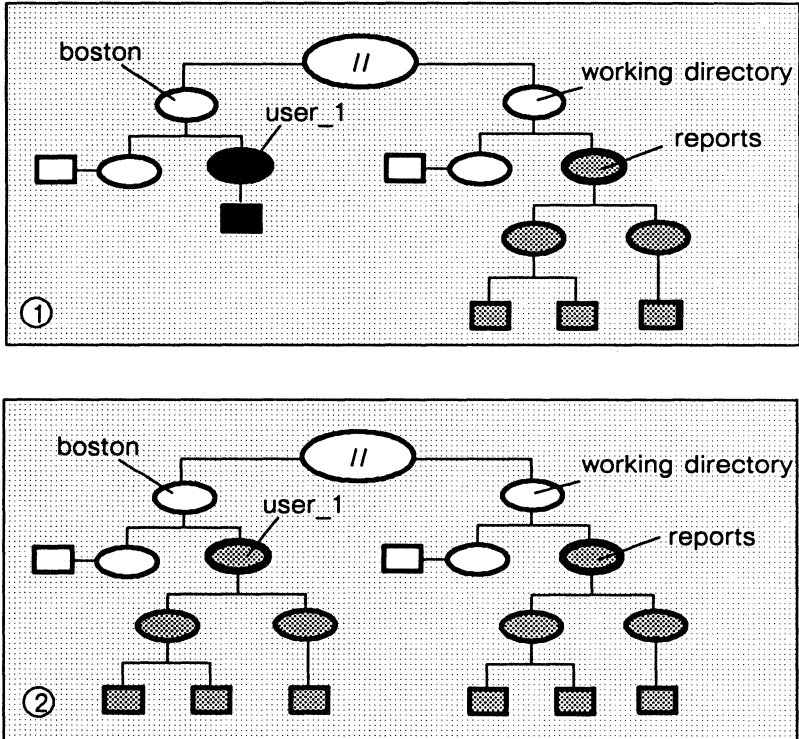 //
boston
working directory
user_1
reports
1
//
boston
working directory
user_1
reports
2